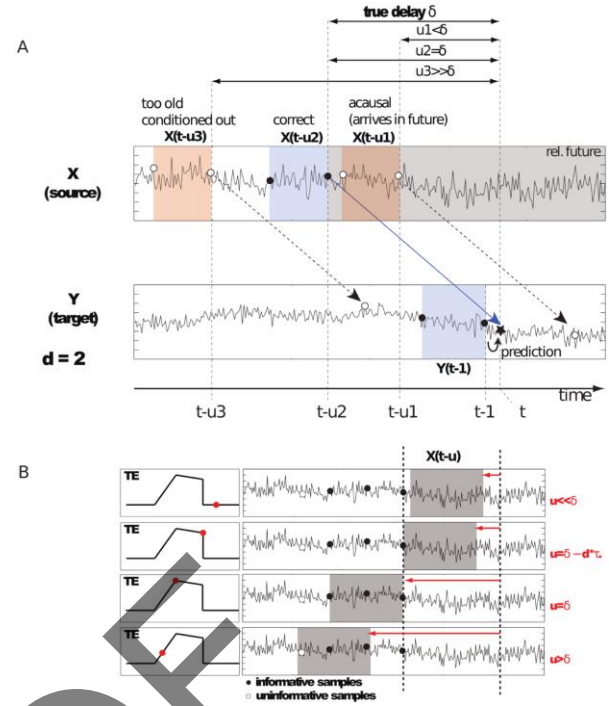 A
true delay δ
u1<δ
u2=δ
u3>>δ
too old
conditioned out
X(t-u3)
correct
X(t-u2)
acausal
(arrives in future)
X(t-u1)
rel. future
X
(source)
Y
(target)
d = 2
Y(t-1)
prediction
time
t-u3
t-u2
t-u1
t-1
t
B
X(t-u)
TE
u<<δ
TE
u=δ-d*τ
TE
u=δ
TE
u>δ
● informative samples
○ uninformative samples